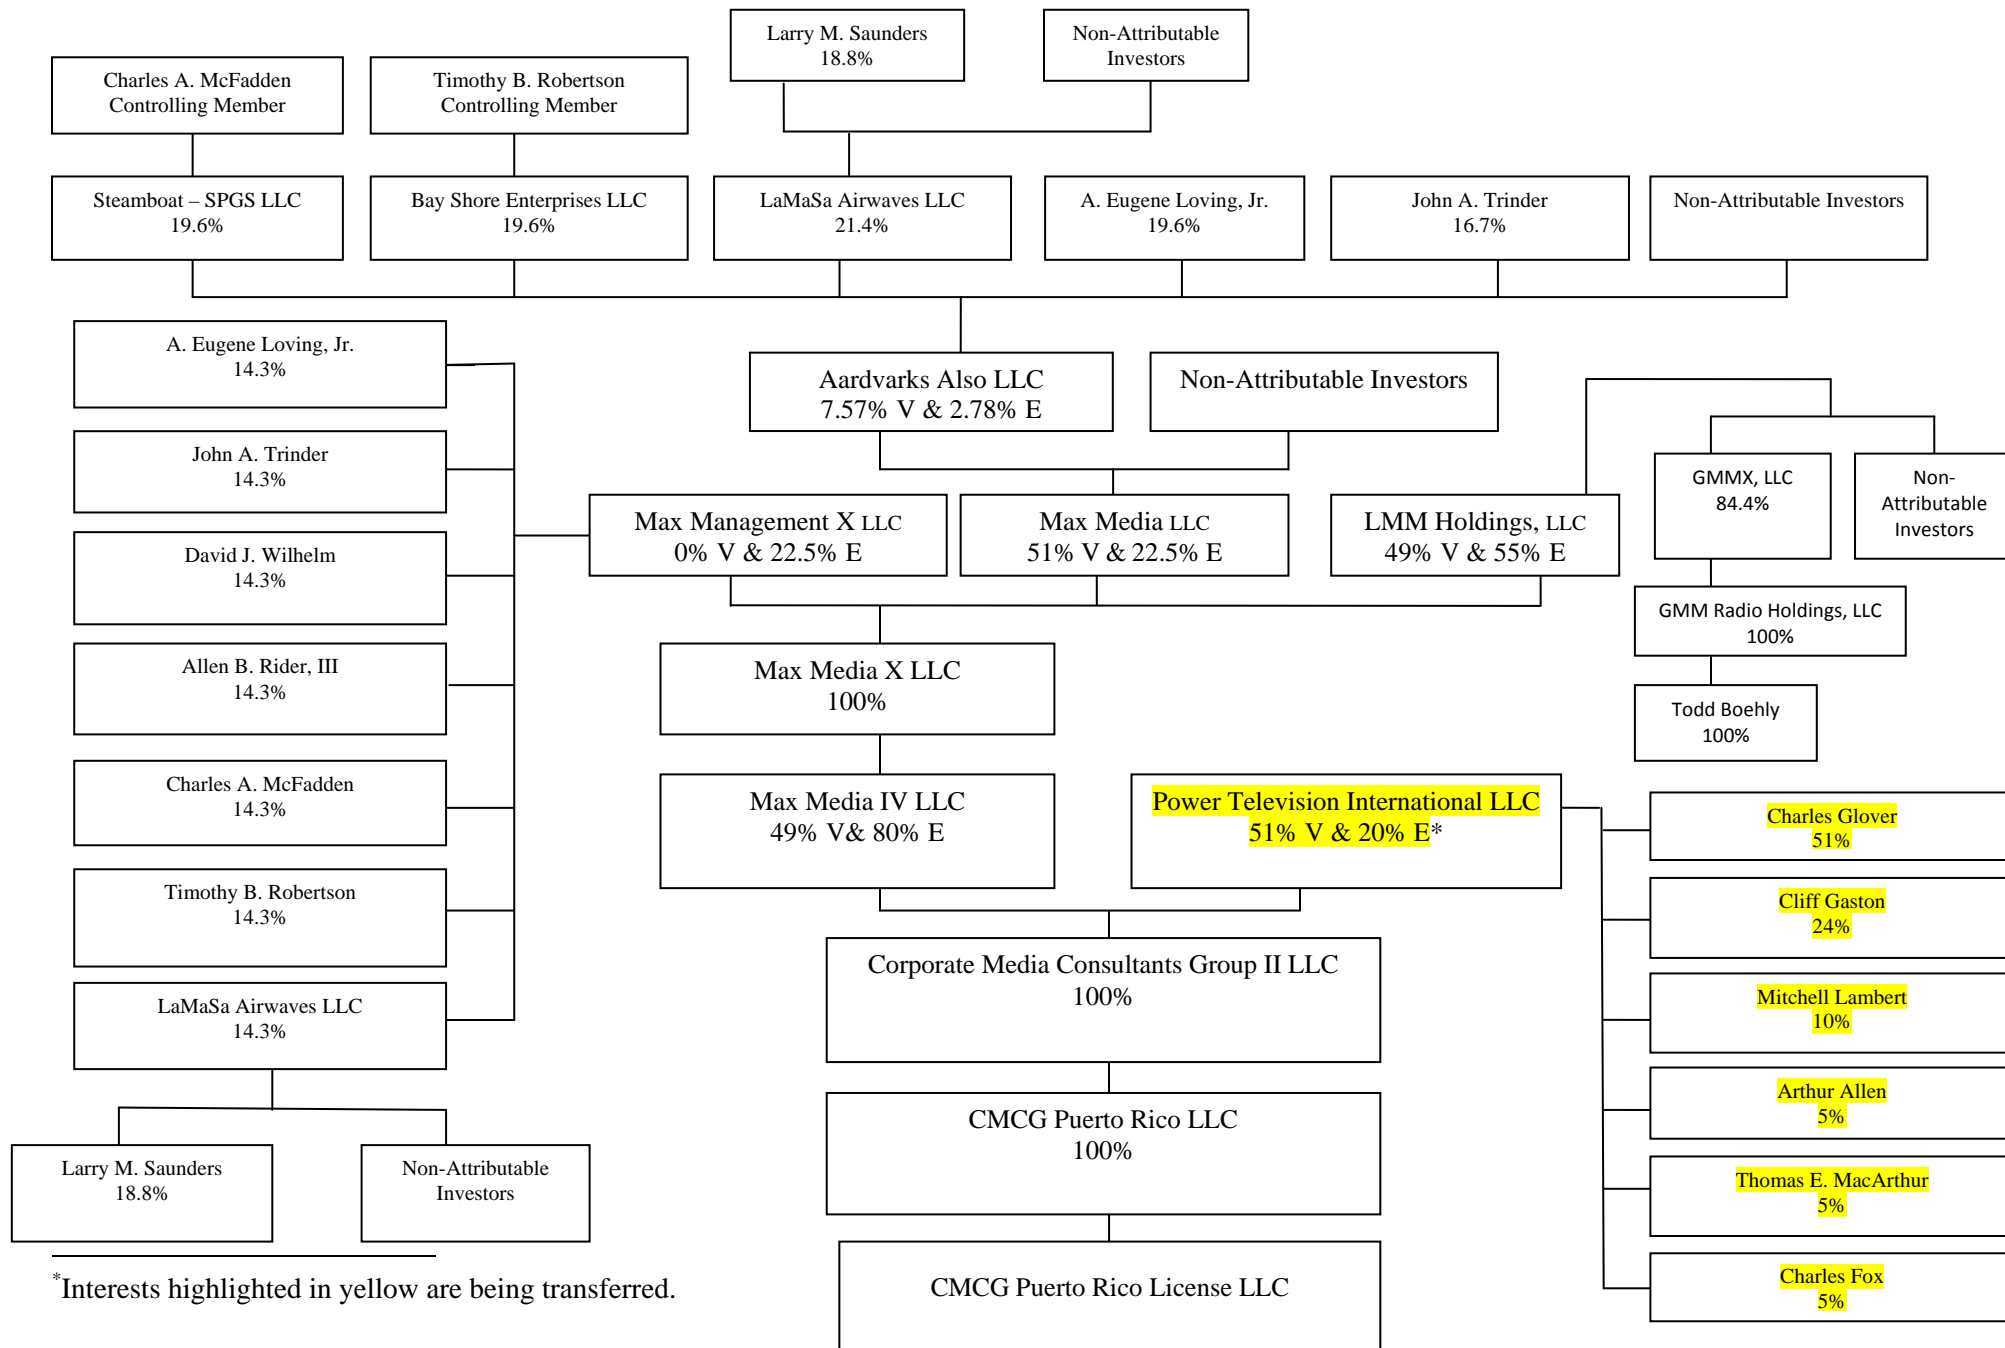 Larry M. Saunders
18.8%
Non-Attributable
Investors
Charles A. McFadden
Controlling Member
Timothy B. Robertson
Controlling Member
Steamboat – SPGS LLC
19.6%
Bay Shore Enterprises LLC
19.6%
LaMaSa Airwaves LLC
21.4%
A. Eugene Loving, Jr.
19.6%
John A. Trinder
16.7%
Non-Attributable Investors
A. Eugene Loving, Jr.
14.3%
John A. Trinder
14.3%
David J. Wilhelm
14.3%
Allen B. Rider, III
14.3%
Charles A. McFadden
14.3%
Timothy B. Robertson
14.3%
LaMaSa Airwaves LLC
14.3%
Larry M. Saunders
18.8%
Non-Attributable
Investors
Aardvarks Also LLC
7.57% V & 2.78% E
Non-Attributable Investors
Max Management X LLC
0% V & 22.5% E
Max Media LLC
51% V & 22.5% E
LMM Holdings, LLC
49% V & 55% E
GMMX, LLC
84.4%
Non-
Attributable
Investors
GMM Radio Holdings, LLC
100%
Todd Boehly
100%
Max Media X LLC
100%
Max Media IV LLC
49% V& 80% E
Power Television International LLC
51% V & 20% E*
Charles Glover
51%
Cliff Gaston
24%
Mitchell Lambert
10%
Arthur Allen
5%
Thomas E. MacArthur
5%
Charles Fox
5%
Corporate Media Consultants Group II LLC
100%
CMCG Puerto Rico LLC
100%
CMCG Puerto Rico License LLC
*Interests highlighted in yellow are being transferred.